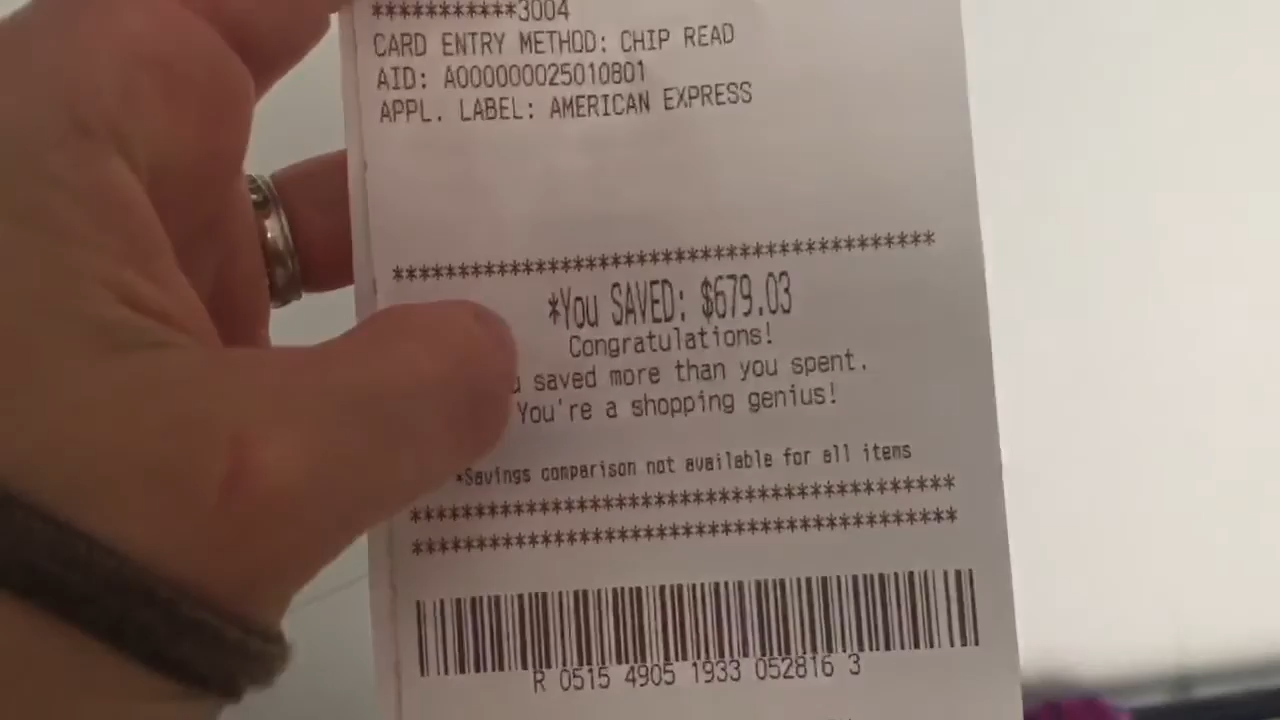 ***********3004
CARD ENTRY METHOD: CHIP READ
AID: A000000025010801
APPL. LABEL: AMERICAN EXPRESS
******************************************
*You SAVED: $679.03
Congratulations!
saved more than you spent.
You're a shopping genius!
*Savings comparison not available for all items
******************************************
******************************************
R 0515 4905 1933 052816 3